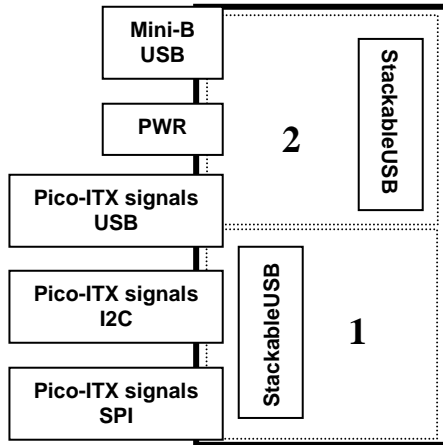 Mini-B
USB
PWR
Pico-ITX signals
USB
Pico-ITX signals
I2C
Pico-ITX signals
SPI
2
StackableUSB
StackableUSB
1